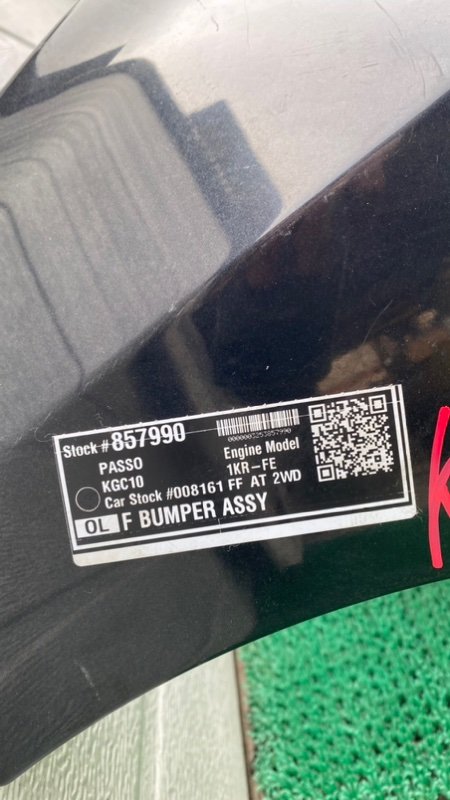 Stock # 857990
PASSO
KGC10
Car Stock #008161 FF AT 2WD
Engine Model
1KR-FE
OL F BUMPER ASSY
K